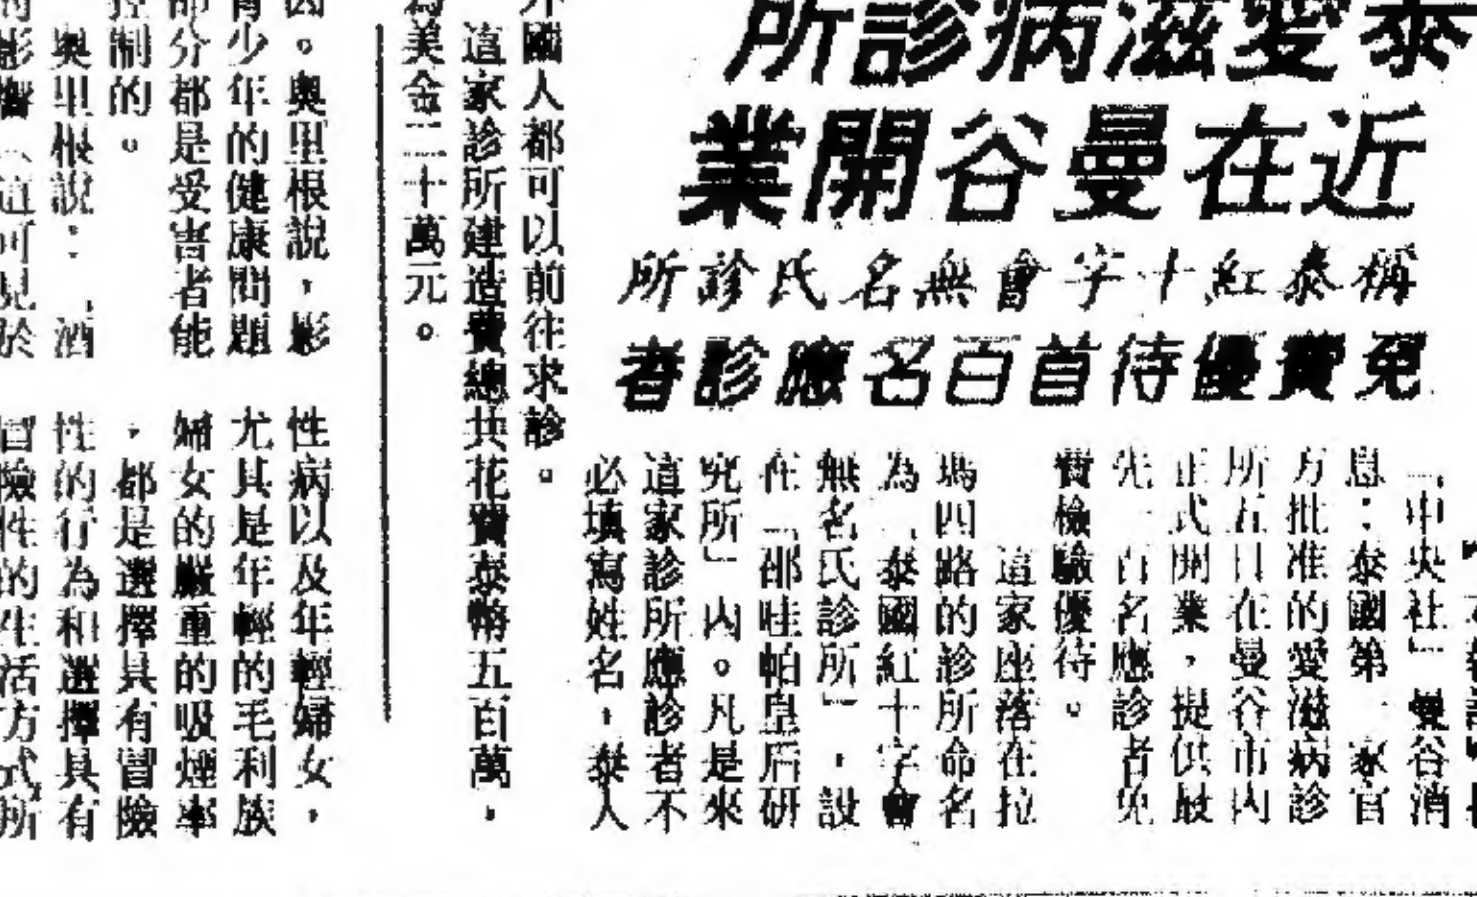 泰愛滋病診所
近在曼谷開業
稱泰紅十字會無名氏診所
免費優待首百名應診者
「中央社」曼谷消
息：泰國第一家官
方批准的愛滋病診
所五日在曼谷市內
正式開業，提供最
先一百名應診者免
費檢驗優待。
這家座落在拉
瑪四路的診所命名
為「泰國紅十字會
無名氏診所」，設
在「邵哇帕皇后研
究所」內。凡是來
這家診所應診者不
必填寫姓名，泰人
外國人都可以前往求診。
這家診所建造費總共花費泰幣五百萬，
為美金二十萬元。
因。奧里根說，影
青少年的健康問題
部分都是受害者能
控制的。
奧里根說：「酒
的影響（這可見於
性病以及年輕婦女，
尤其是年輕的毛利族
婦女的嚴重的吸煙率
，都是選擇具有冒險
性的行為和選擇具有
冒險性的生活方式所